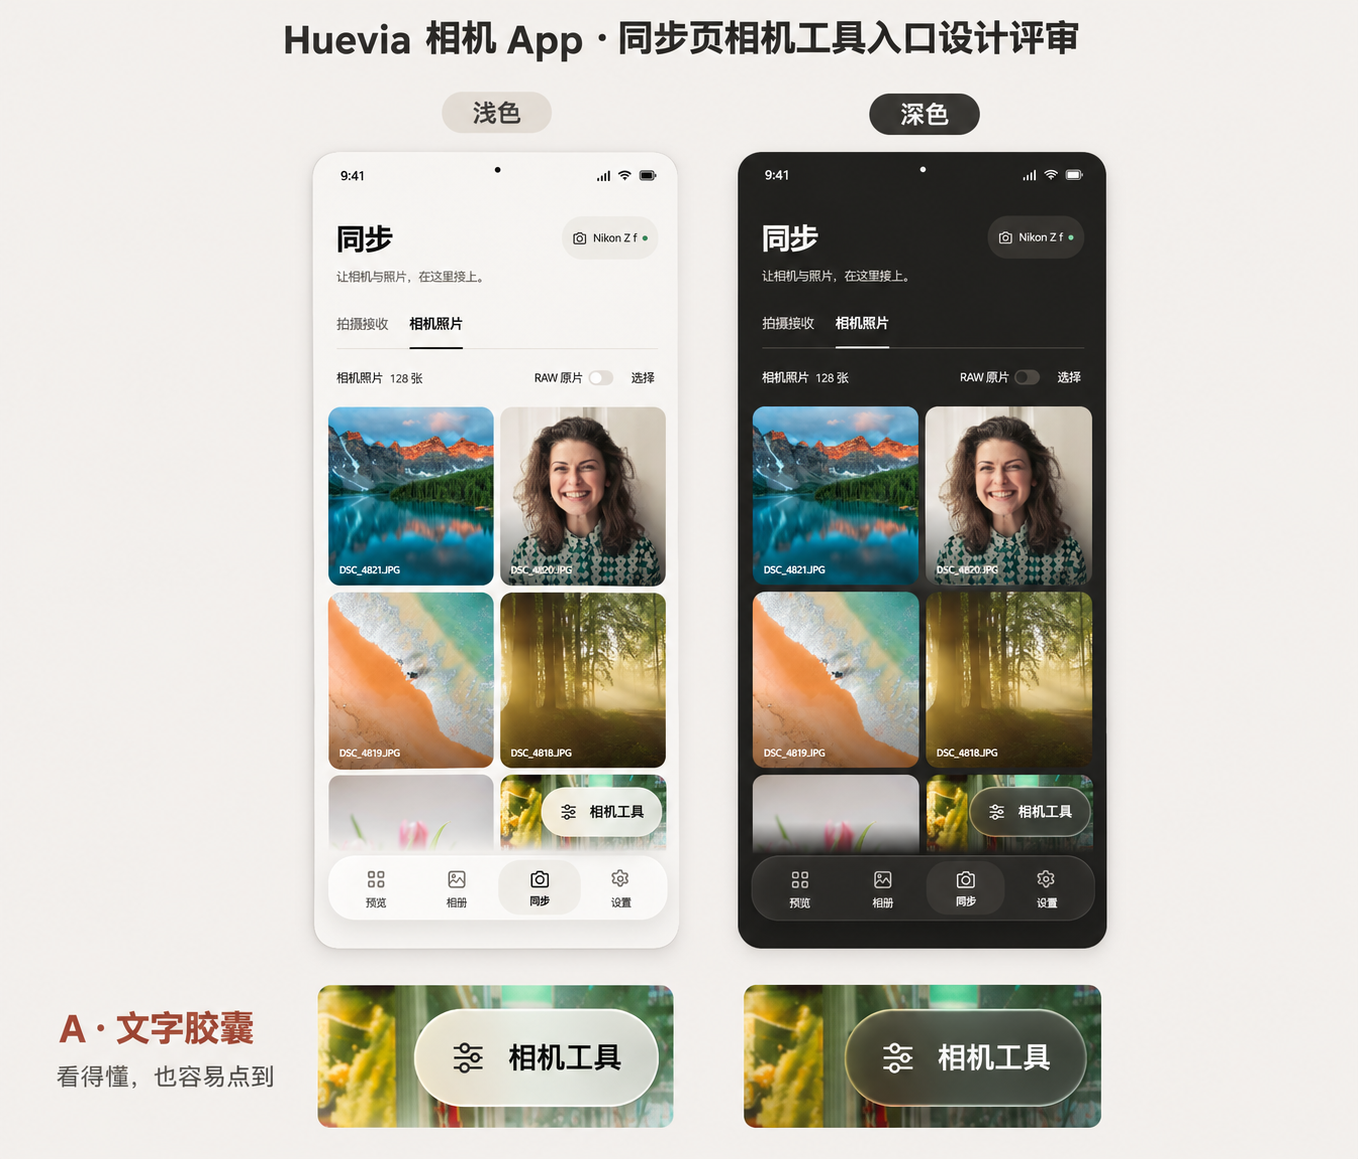 Huevia 相机 App · 同步页相机工具入口设计评审
浅色
深色
9:41
同步
Nikon Z f
让相机与照片，在这里接上。
拍摄接收 相机照片
相机照片 128 张 RAW 原片 选择
DSC_4821.JPG
DSC_4820.JPG
DSC_4819.JPG
DSC_4818.JPG
相机工具
预览 相册 同步 设置
9:41
同步
Nikon Z f
让相机与照片，在这里接上。
拍摄接收 相机照片
相机照片 128 张 RAW 原片 选择
DSC_4821.JPG
DSC_4820.JPG
DSC_4819.JPG
DSC_4818.JPG
相机工具
预览 相册 同步 设置
A · 文字胶囊
看得懂，也容易点到
相机工具
相机工具